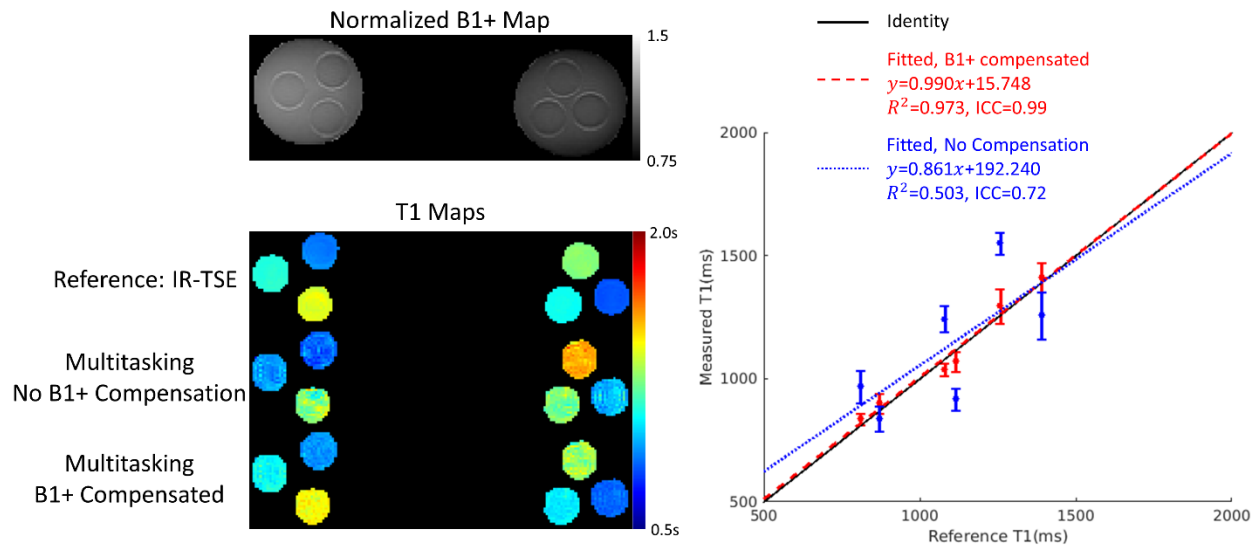 Normalized B1+ Map
1.5
0.75
T1 Maps
2.0s
0.5s
Reference: IR-TSE
Multitasking
No B1+ Compensation
Multitasking
B1+ Compensated
Identity
Fitted, B1+ compensated
y=0.990x+15.748
R²=0.973, ICC=0.99
Fitted, No Compensation
y=0.861x+192.240
R²=0.503, ICC=0.72
2000
1500
1000
500
Measured T1(ms)
500
1000
1500
2000
Reference T1(ms)